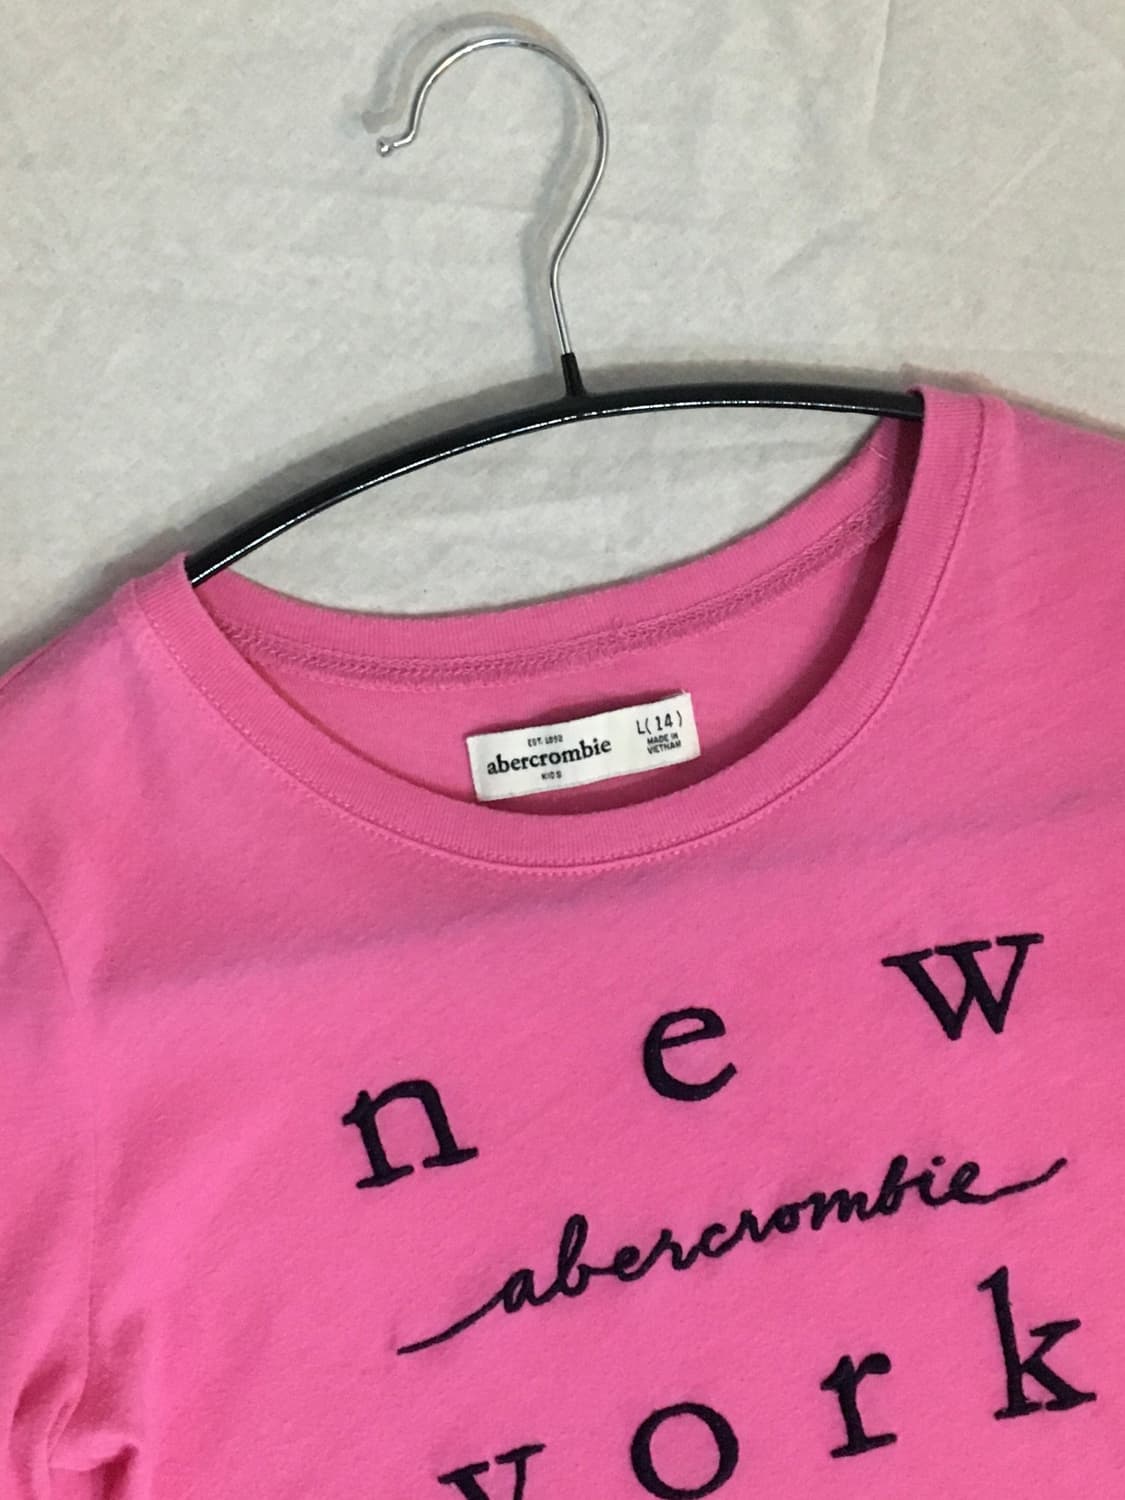 EST. 1892
abercrombie
KIDS
L(14)
MADE IN
VIETNAM
new
abercrombie
york